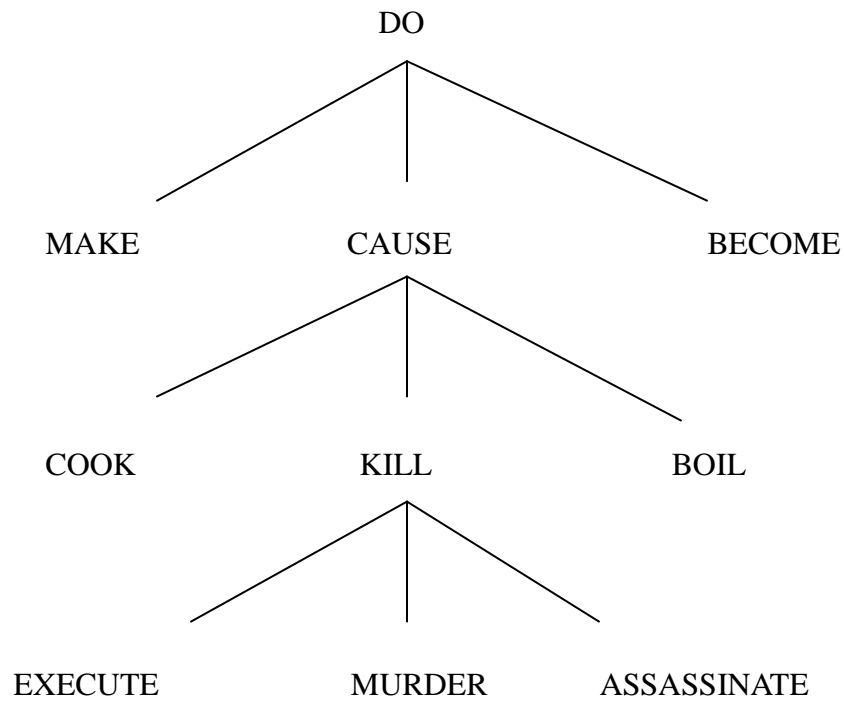 DO
MAKE CAUSE BECOME
COOK KILL BOIL
EXECUTE MURDER ASSASSINATE